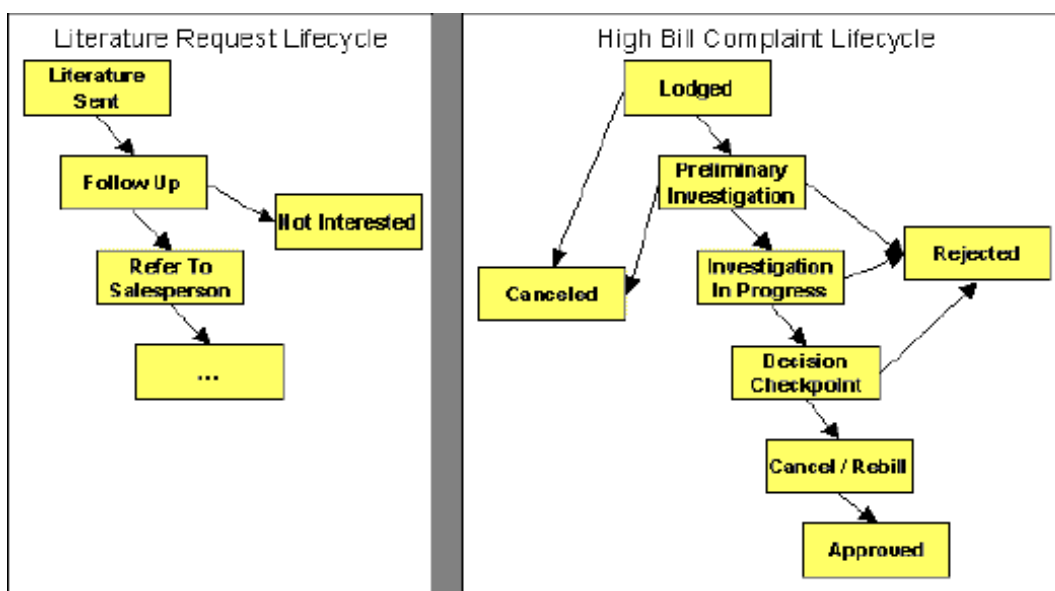 Literature Request Lifecycle
Literature
Sent
Follow Up
Not Interested
Refer To
Salesperson
...
High Bill Complaint Lifecycle
Lodged
Preliminary
Investigation
Canceled
Investigation
In Progress
Rejected
Decision
Checkpoint
Cancel / Rebill
Approved